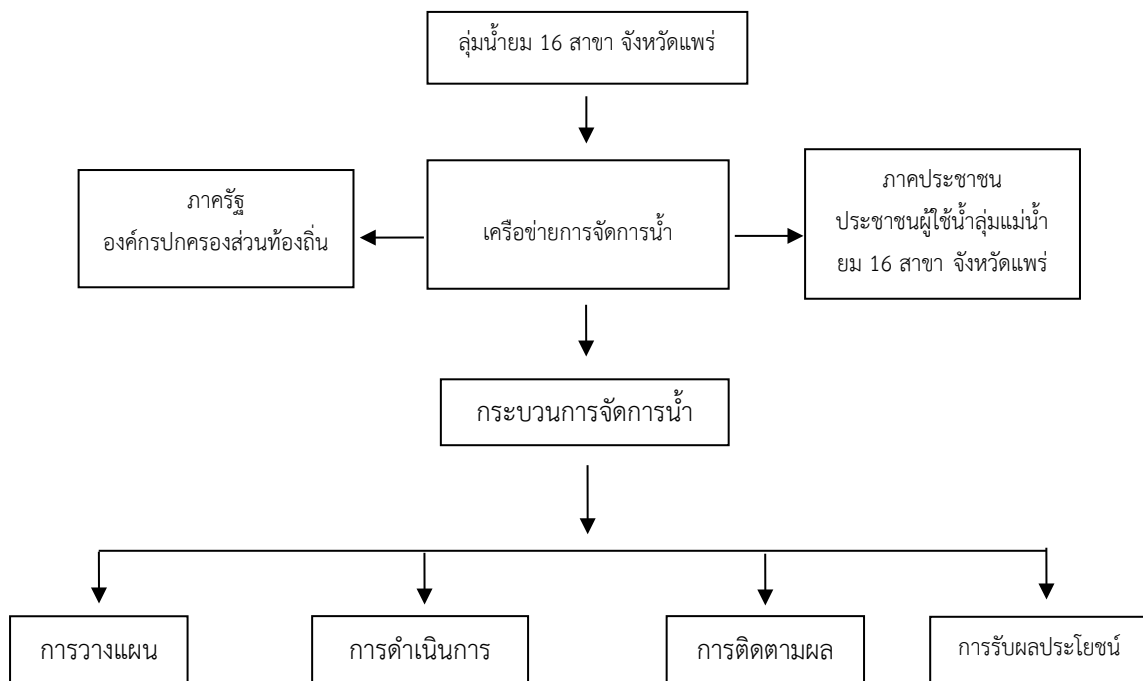 ลุ่มน้ำยม 16 สาขา จังหวัดแพร่
ภาครัฐ
องค์กรปกครองส่วนท้องถิ่น
เครือข่ายการจัดการน้ำ
ภาคประชาชน
ประชาชนผู้ใช้น้ำลุ่มแม่น้ำ
ยม 16 สาขา จังหวัดแพร่
กระบวนการจัดการน้ำ
การวางแผน
การดำเนินการ
การติดตามผล
การรับผลประโยชน์